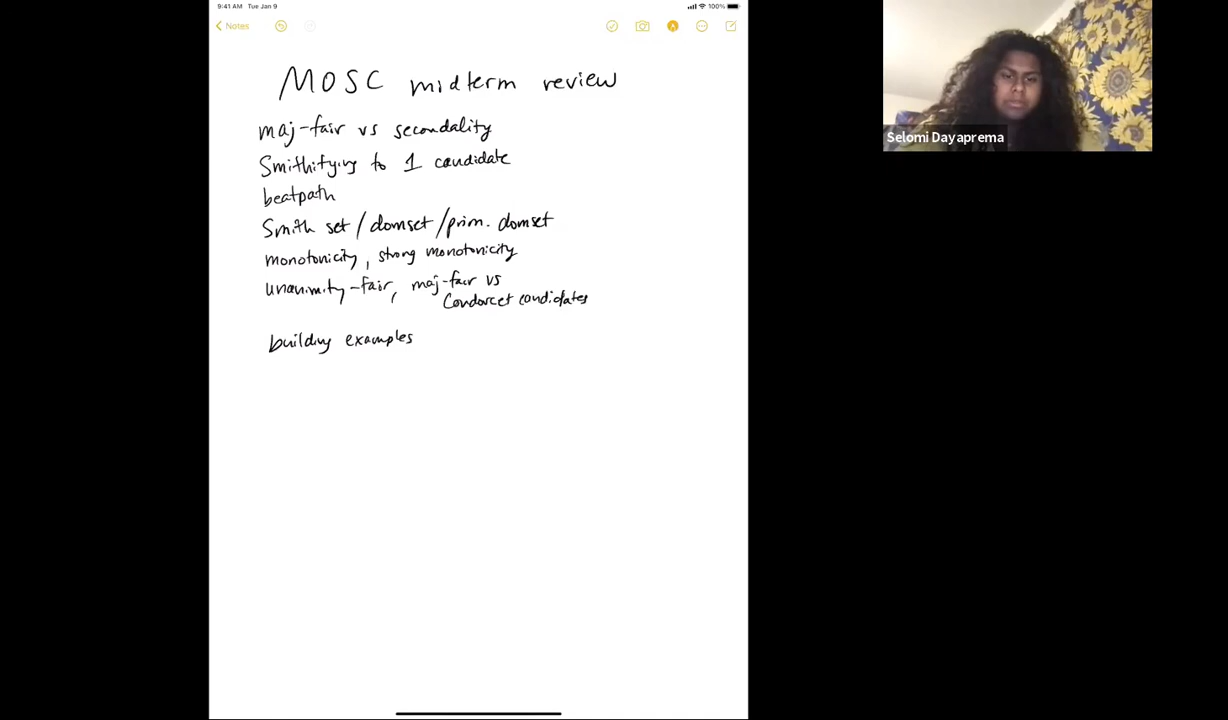 9:41 AM Tue Jan 9
100%
Notes
MOSC midterm review
maj-fair vs secondality
Smithifying to 1 candidate
beatpath
Smith set / domset / prim. domset
monotonicity, strong monotonicity
unanimity-fair, maj-fair vs
Condorcet candidates
building examples
Selomi Dayaprema